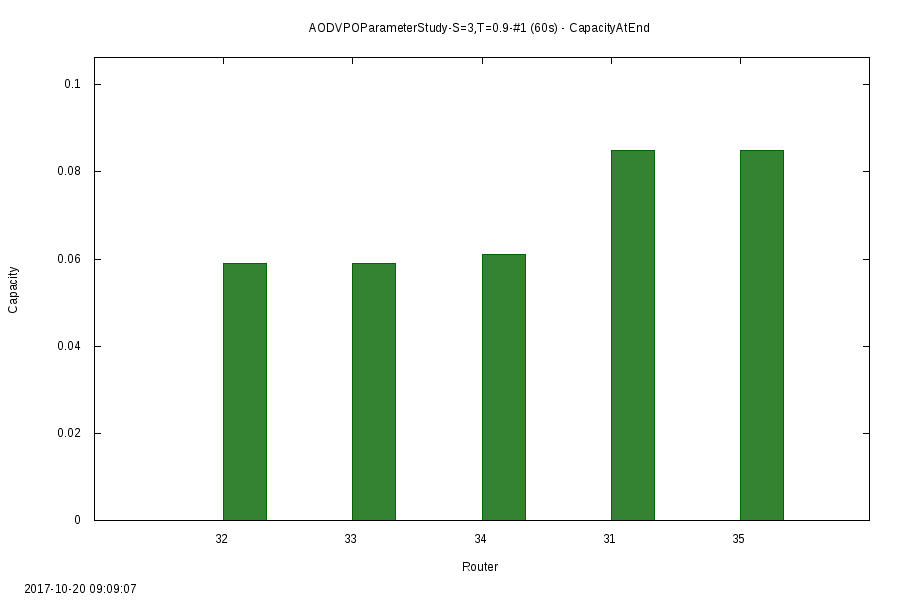 AODVPOParameterStudy-S=3,T=0.9-#1 (60s) - CapacityAtEnd
0.1
0.08
0.06
0.04
0.02
0
Capacity
32 33 34 31 35
Router
2017-10-20 09:09:07